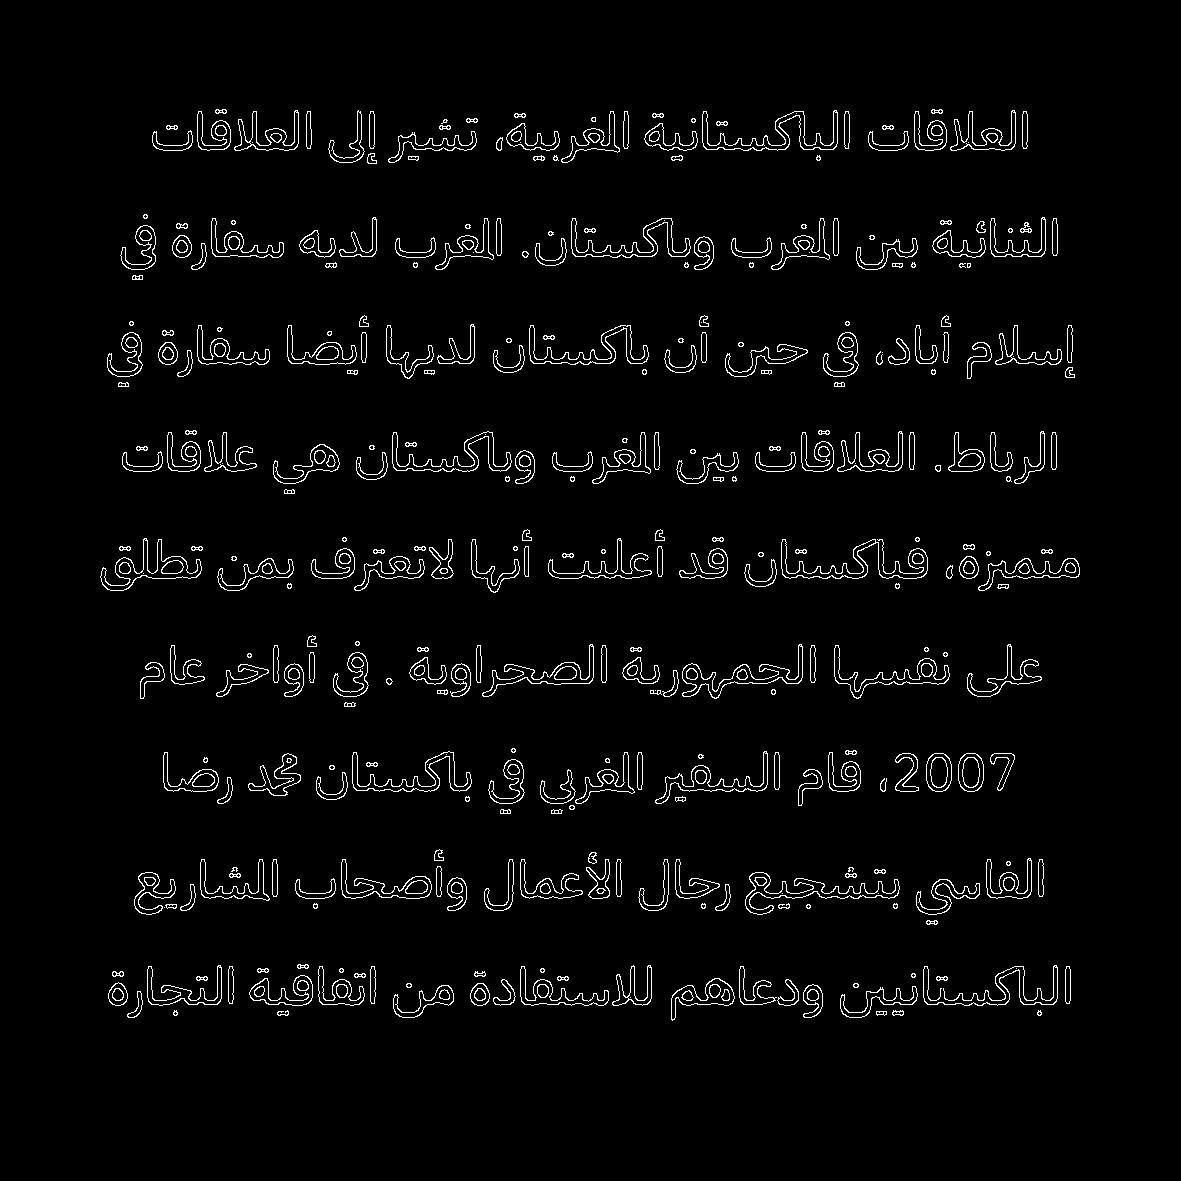 العلاقات الباكستانية المغربية، تشير إلى العلاقات
الثنائية بين المغرب وباكستان. المغرب لديه سفارة في
إسلام أباد، في حين أن باكستان لديها أيضا سفارة في
الرباط. العلاقات بين المغرب وباكستان هي علاقات
متميزة، فباكستان قد أعلنت أنها لاتعترف بمن تطلق
على نفسها الجمهورية الصحراوية . في أواخر عام
2007، قام السفير المغربي في باكستان محمد رضا
الفاسي بتشجيع رجال الأعمال وأصحاب المشاريع
الباكستانيين ودعاهم للاستفادة من اتفاقية التجارة